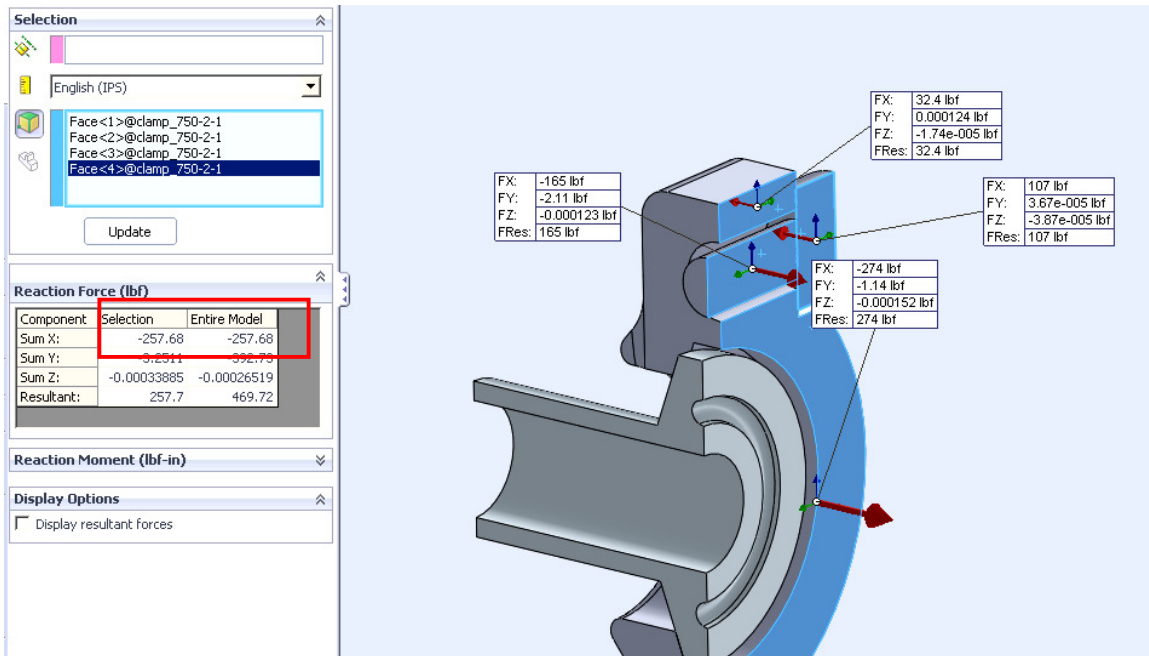 Selection
English (IPS)
Face<1>@clamp_750-2-1
Face<2>@clamp_750-2-1
Face<3>@clamp_750-2-1
Face<4>@clamp_750-2-1
Update
Reaction Force (lbf)
Component Selection Entire Model
Sum X: -257.68 -257.68
Sum Y: -3.2511 -392.73
Sum Z: -0.00033885 -0.00026519
Resultant: 257.7 469.72
Reaction Moment (lbf-in)
Display Options
Display resultant forces
FX: 32.4 lbf
FY: 0.000124 lbf
FZ: -1.74e-005 lbf
FRes: 32.4 lbf
FX: -165 lbf
FY: -2.11 lbf
FZ: -0.000123 lbf
FRes: 165 lbf
FX: 107 lbf
FY: 3.67e-005 lbf
FZ: -3.87e-005 lbf
FRes: 107 lbf
FX: -274 lbf
FY: -1.14 lbf
FZ: -0.000152 lbf
FRes: 274 lbf